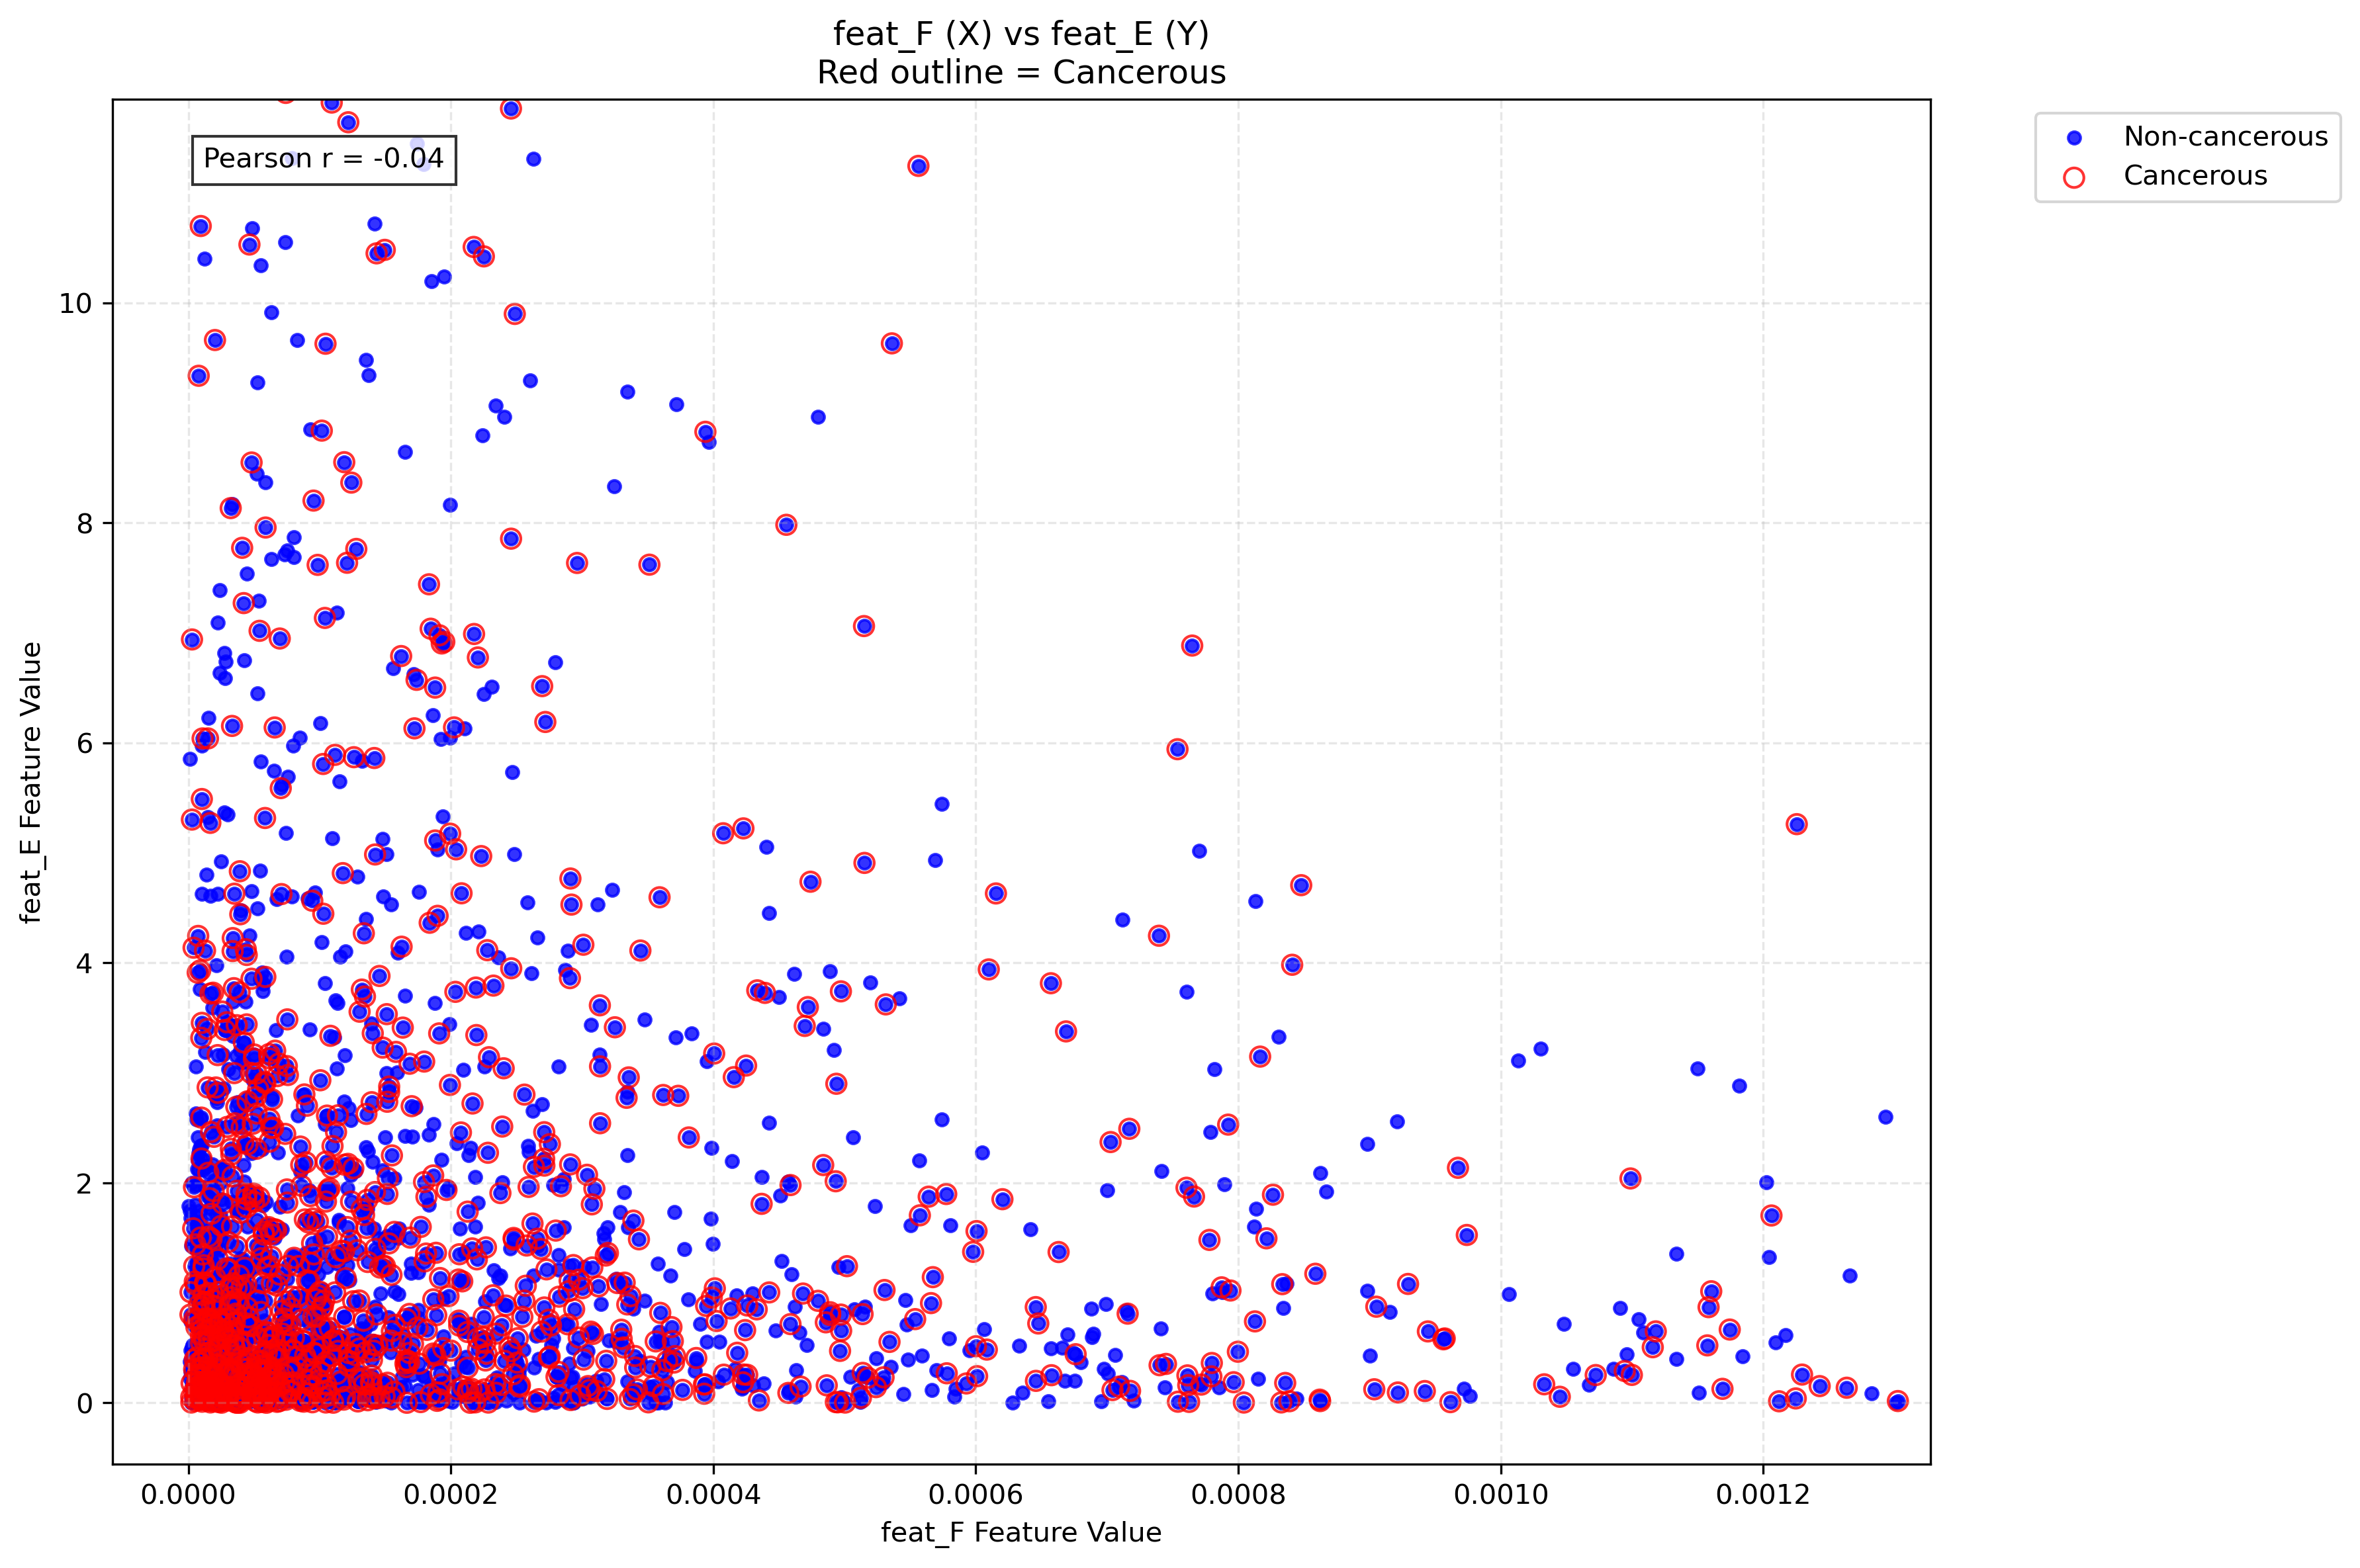 feat_F (X) vs feat_E (Y)
Red outline = Cancerous
Pearson r = -0.04
Non-cancerous
Cancerous
feat_E Feature Value
10
8
6
4
2
0
0.0000 0.0002 0.0004 0.0006 0.0008 0.0010 0.0012
feat_F Feature Value